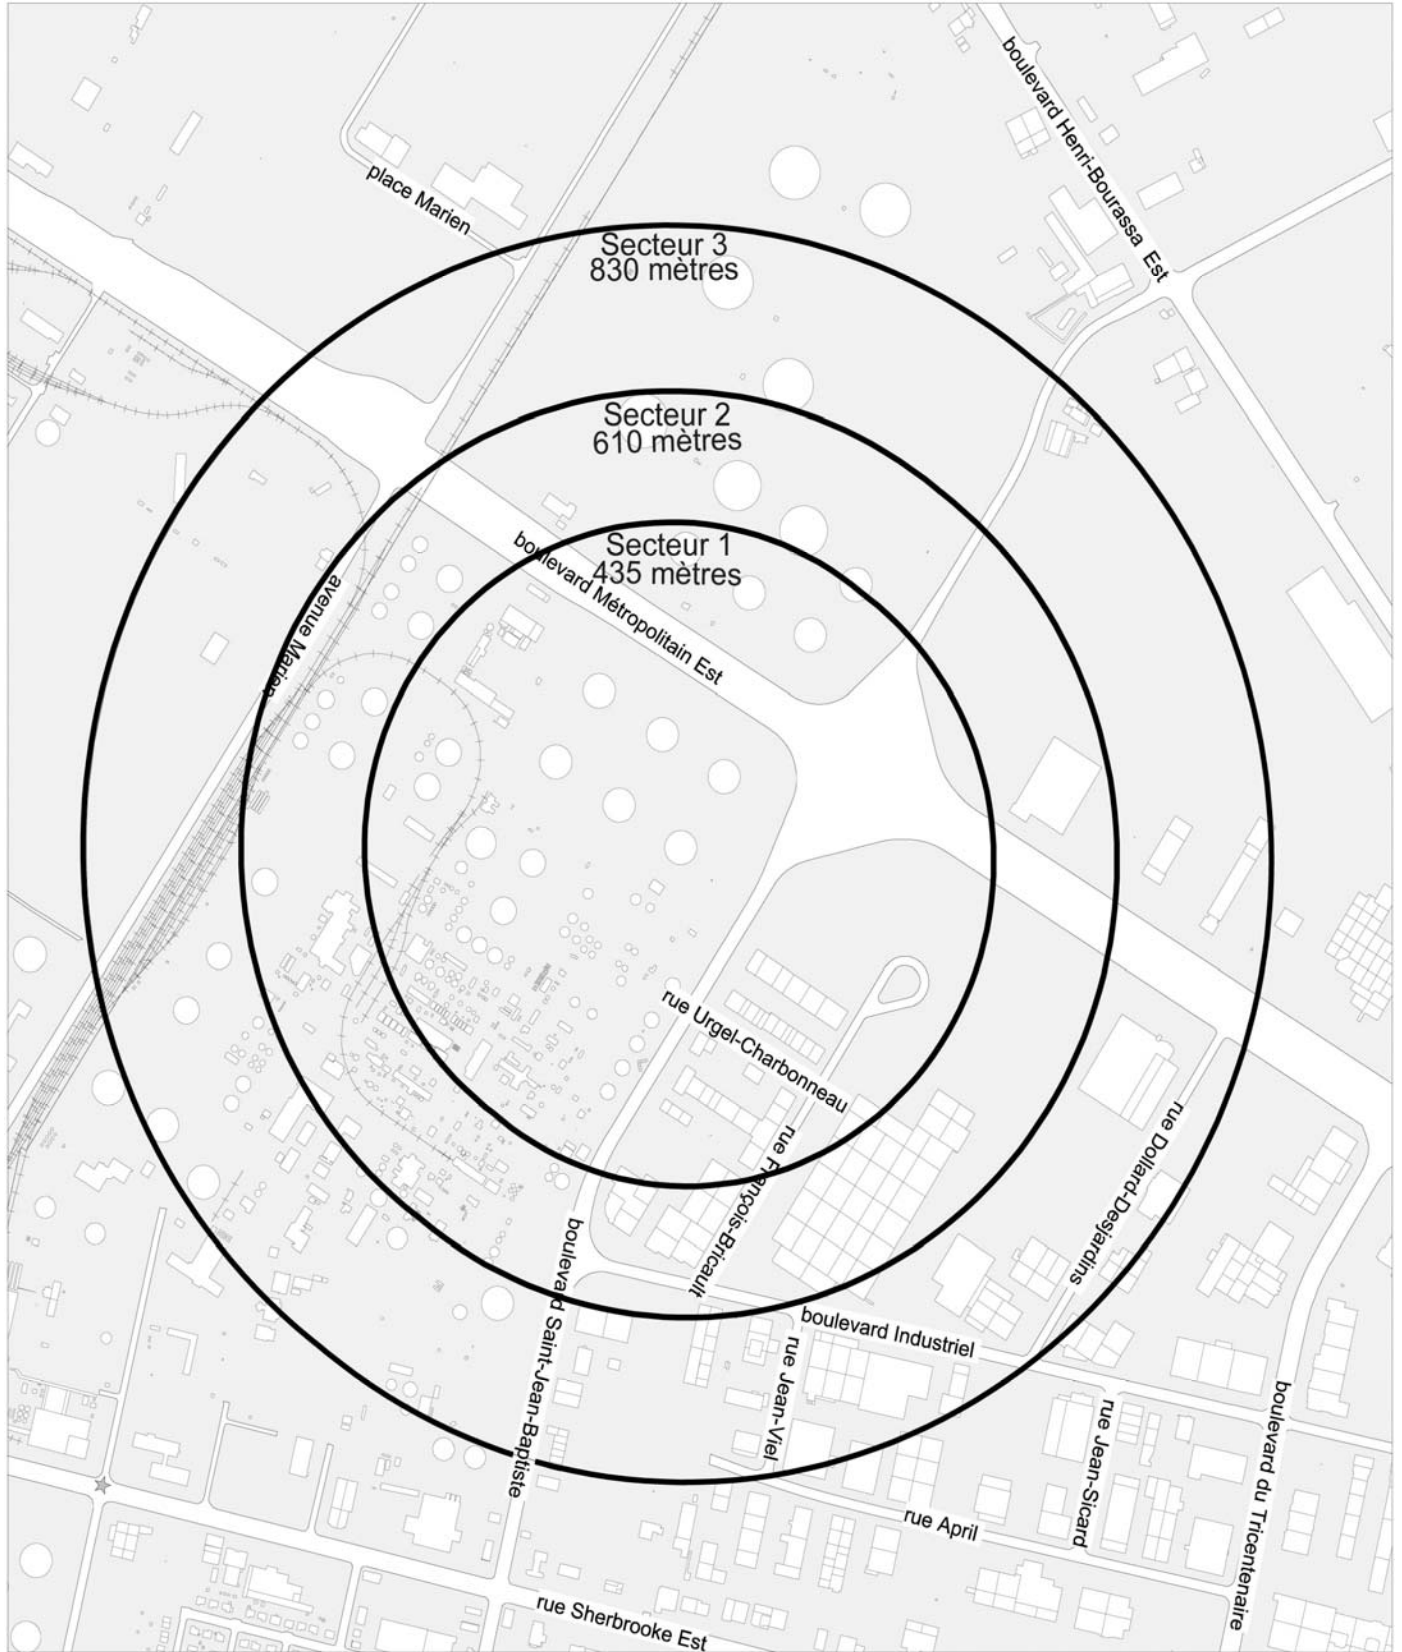 boulevard Henri-Bourassa Est
place Marien
Secteur 3
830 mètres
Secteur 2
610 mètres
Secteur 1
435 mètres
boulevard Métropolitain Est
avenue Marien
rue Urgel-Charbonneau
rue François-Bricault
rue Dollard-Desjardins
boulevard Saint-Jean-Baptiste
boulevard Industriel
rue Jean-Viel
rue Jean-Sicard
boulevard du Tricentenaire
rue April
rue Sherbrooke Est